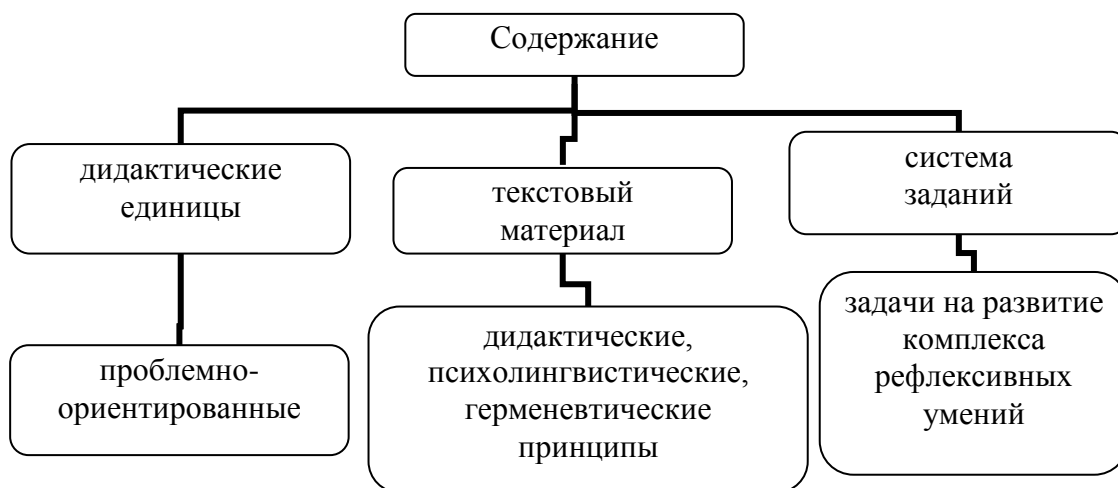 Содержание
дидактические
единицы
текстовый
материал
система
заданий
проблемно-
ориентированные
дидактические,
психолингвистические,
герменевтические
принципы
задачи на развитие
комплекса
рефлексивных
умений